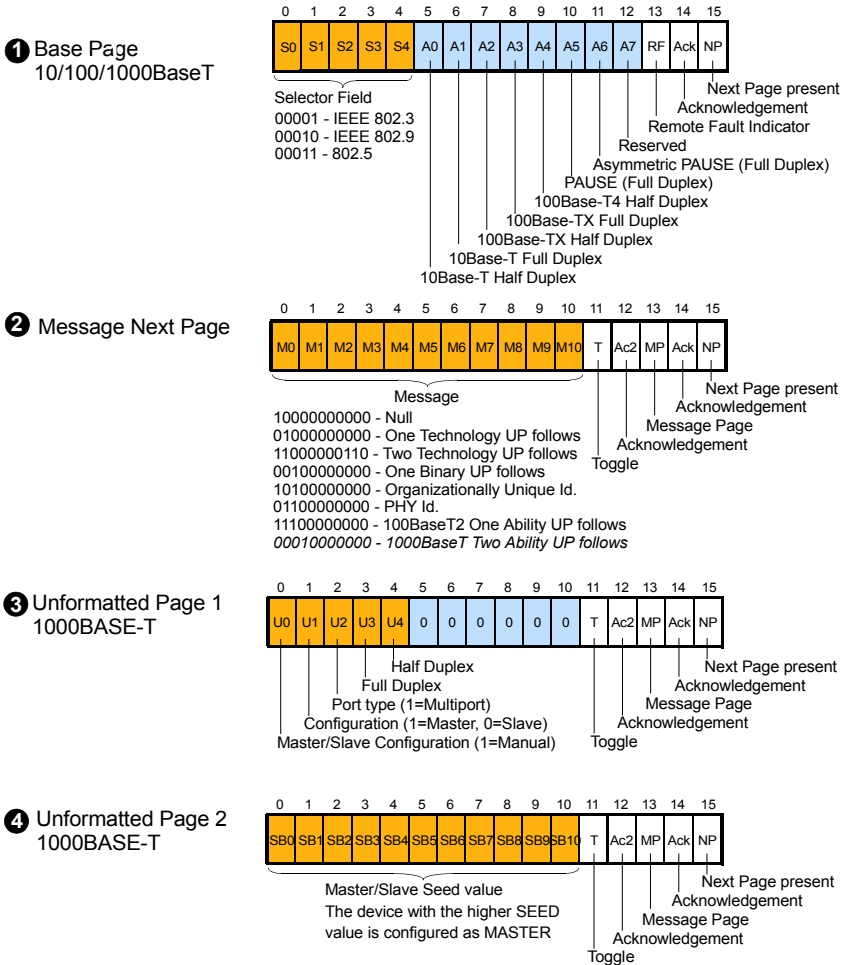 0 1 2 3 4 5 6 7 8 9 10 11 12 13 14 15
1 Base Page
10/100/1000BaseT
S0 S1 S2 S3 S4 A0 A1 A2 A3 A4 A5 A6 A7 RF Ack NP
Selector Field
00001 - IEEE 802.3
00010 - IEEE 802.9
00011 - 802.5
Next Page present
Acknowledgement
Remote Fault Indicator
Reserved
Asymmetric PAUSE (Full Duplex)
PAUSE (Full Duplex)
100Base-T4 Half Duplex
100Base-TX Full Duplex
100Base-TX Half Duplex
10Base-T Full Duplex
10Base-T Half Duplex
0 1 2 3 4 5 6 7 8 9 10 11 12 13 14 15
2 Message Next Page
M0 M1 M2 M3 M4 M5 M6 M7 M8 M9 M10 T Ac2 MP Ack NP
Message
10000000000 - Null
01000000000 - One Technology UP follows
11000000110 - Two Technology UP follows
00100000000 - One Binary UP follows
10100000000 - Organizationally Unique Id.
01100000000 - PHY Id.
11100000000 - 100BaseT2 One Ability UP follows
00010000000 - 1000BaseT Two Ability UP follows
Next Page present
Acknowledgement
Message Page
Acknowledgement
Toggle
0 1 2 3 4 5 6 7 8 9 10 11 12 13 14 15
3 Unformatted Page 1
1000BASE-T
U0 U1 U2 U3 U4 0 0 0 0 0 0 T Ac2 MP Ack NP
Half Duplex
Full Duplex
Port type (1=Multiport)
Configuration (1=Master, 0=Slave)
Master/Slave Configuration (1=Manual)
Next Page present
Acknowledgement
Message Page
Acknowledgement
Toggle
0 1 2 3 4 5 6 7 8 9 10 11 12 13 14 15
4 Unformatted Page 2
1000BASE-T
SB0 SB1 SB2 SB3 SB4 SB5 SB6 SB7 SB8 SB9 SB10 T Ac2 MP Ack NP
Master/Slave Seed value
The device with the higher SEED
value is configured as MASTER
Next Page present
Acknowledgement
Message Page
Acknowledgement
Toggle